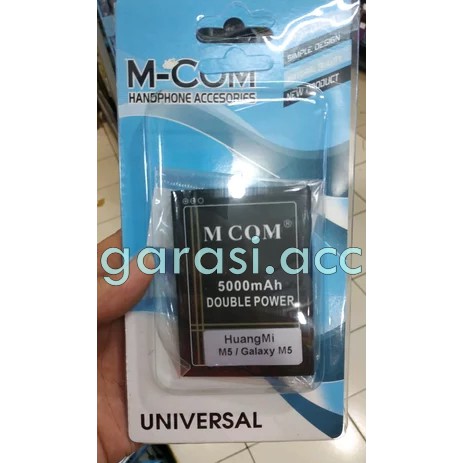 M-COM
HANDPHONE ACCESORIES
SIMPLE DESIGN
NEW PRODUCT
M COM®
garasi.acc
5000mAh
DOUBLE POWER
HuangMi
M5 / Galaxy M5
UNIVERSAL